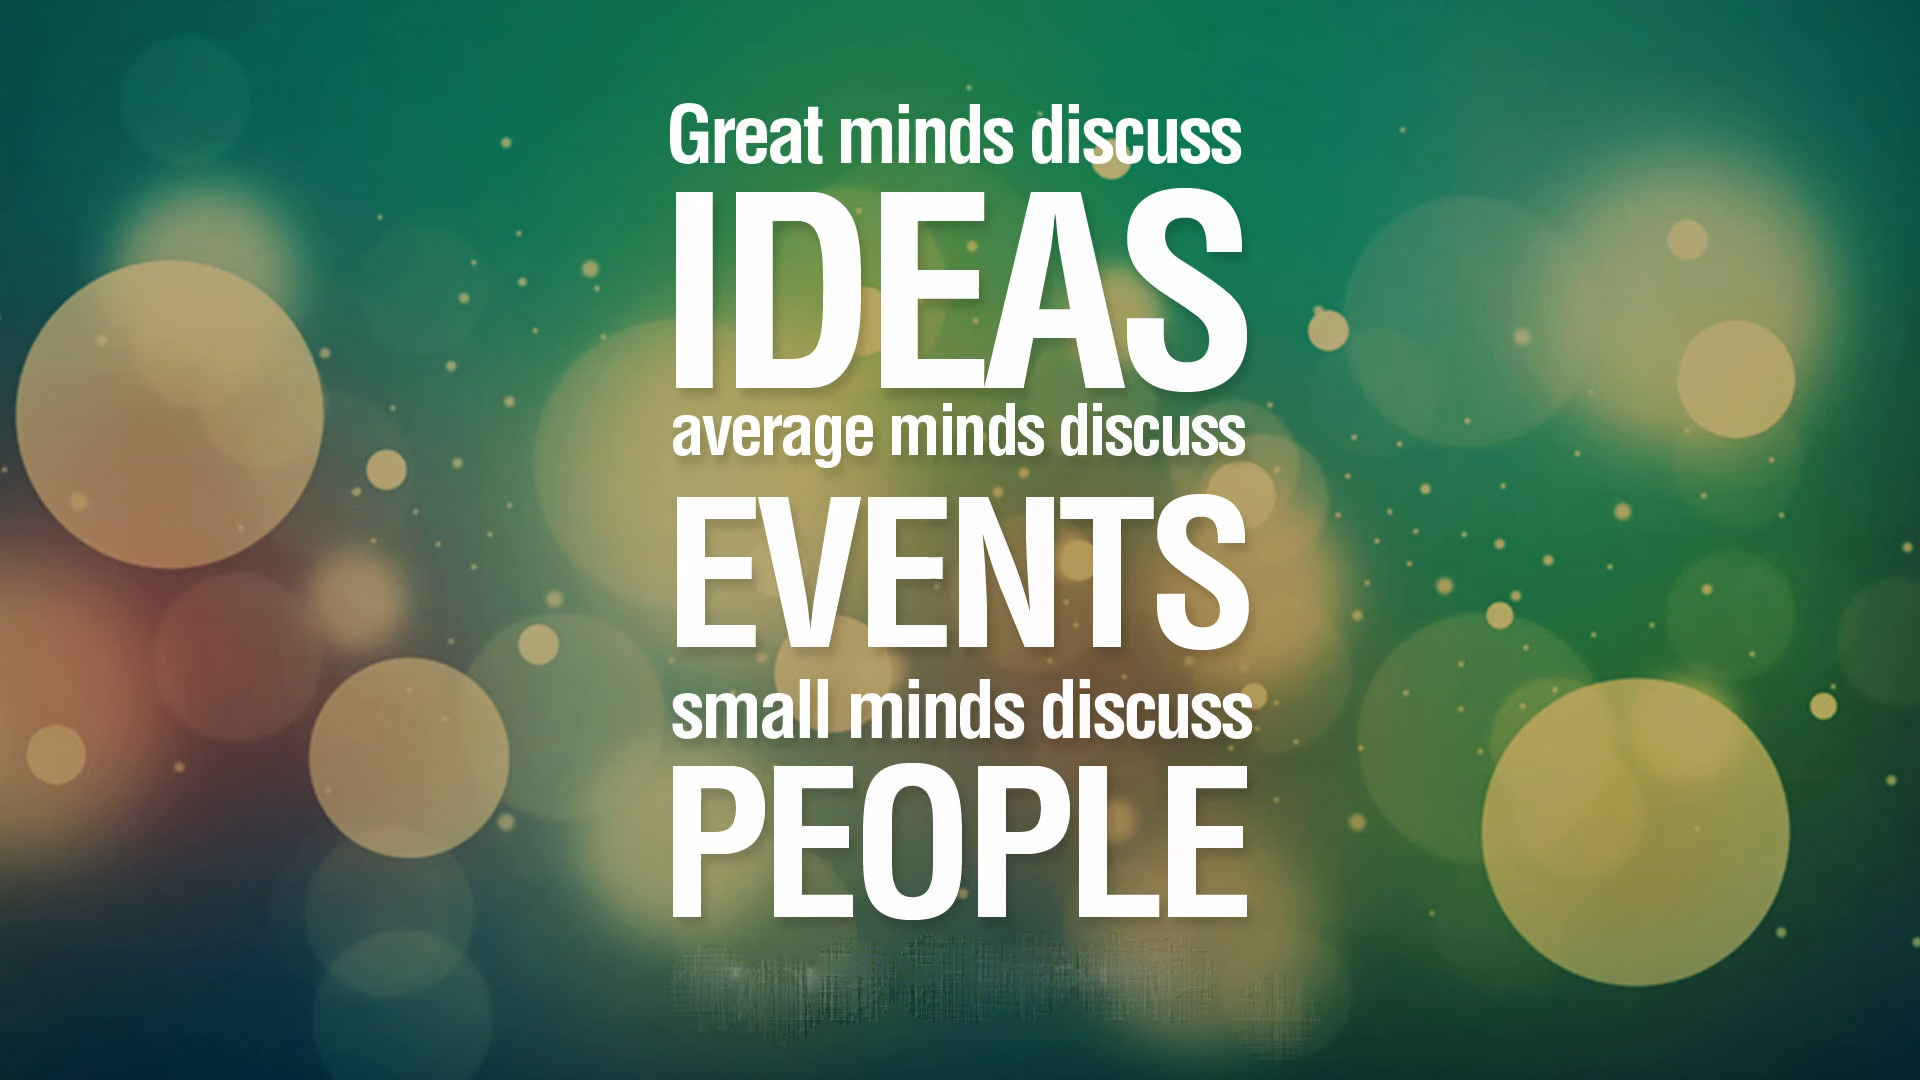 Great minds discuss
IDEAS
average minds discuss
EVENTS
small minds discuss
PEOPLE